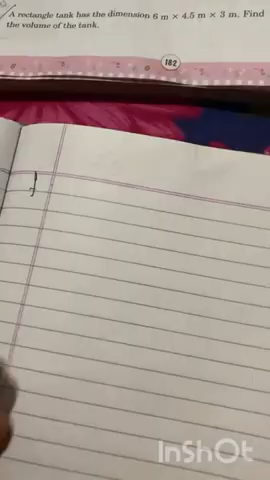 A rectangle tank has the dimension 6 m × 4.5 m × 3 m. Find
the volume of the tank.
182
InShOt